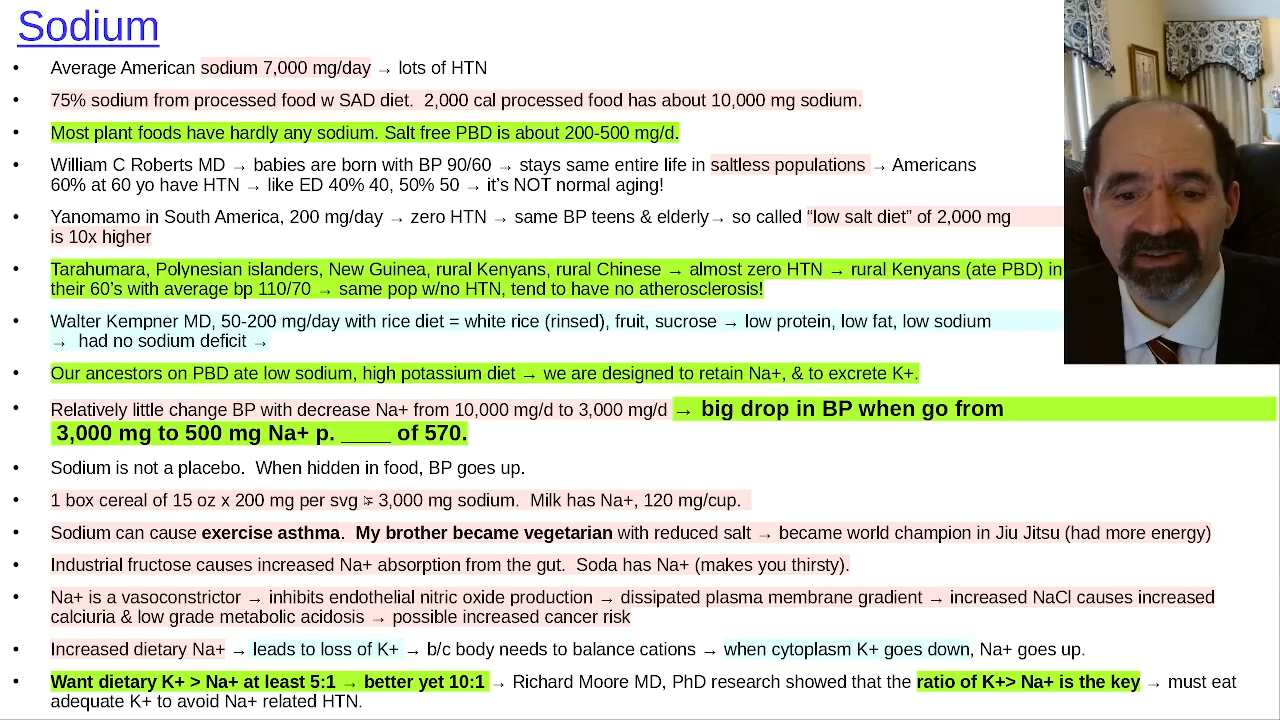 Sodium
• Average American sodium 7,000 mg/day → lots of HTN
• 75% sodium from processed food w SAD diet.  2,000 cal processed food has about 10,000 mg sodium.
• Most plant foods have hardly any sodium. Salt free PBD is about 200-500 mg/d.
• William C Roberts MD → babies are born with BP 90/60 → stays same entire life in saltless populations → Americans
60% at 60 yo have HTN → like ED 40% 40, 50% 50 → it's NOT normal aging!
• Yanomamo in South America, 200 mg/day → zero HTN → same BP teens & elderly→ so called “low salt diet” of 2,000 mg
is 10x higher
• Tarahumara, Polynesian islanders, New Guinea, rural Kenyans, rural Chinese → almost zero HTN → rural Kenyans (ate PBD) in
their 60's with average bp 110/70 → same pop w/no HTN, tend to have no atherosclerosis!
• Walter Kempner MD, 50-200 mg/day with rice diet = white rice (rinsed), fruit, sucrose → low protein, low fat, low sodium
→ had no sodium deficit →
• Our ancestors on PBD ate low sodium, high potassium diet → we are designed to retain Na+, & to excrete K+.
• Relatively little change BP with decrease Na+ from 10,000 mg/d to 3,000 mg/d → big drop in BP when go from
3,000 mg to 500 mg Na+ p. ____ of 570.
• Sodium is not a placebo.  When hidden in food, BP goes up.
• 1 box cereal of 15 oz x 200 mg per svg = 3,000 mg sodium.  Milk has Na+, 120 mg/cup.
• Sodium can cause exercise asthma.  My brother became vegetarian with reduced salt → became world champion in Jiu Jitsu (had more energy)
• Industrial fructose causes increased Na+ absorption from the gut.  Soda has Na+ (makes you thirsty).
• Na+ is a vasoconstrictor → inhibits endothelial nitric oxide production → dissipated plasma membrane gradient → increased NaCl causes increased
calciuria & low grade metabolic acidosis → possible increased cancer risk
• Increased dietary Na+ → leads to loss of K+ → b/c body needs to balance cations → when cytoplasm K+ goes down, Na+ goes up.
• Want dietary K+ > Na+ at least 5:1 → better yet 10:1 → Richard Moore MD, PhD research showed that the ratio of K+> Na+ is the key → must eat
adequate K+ to avoid Na+ related HTN.